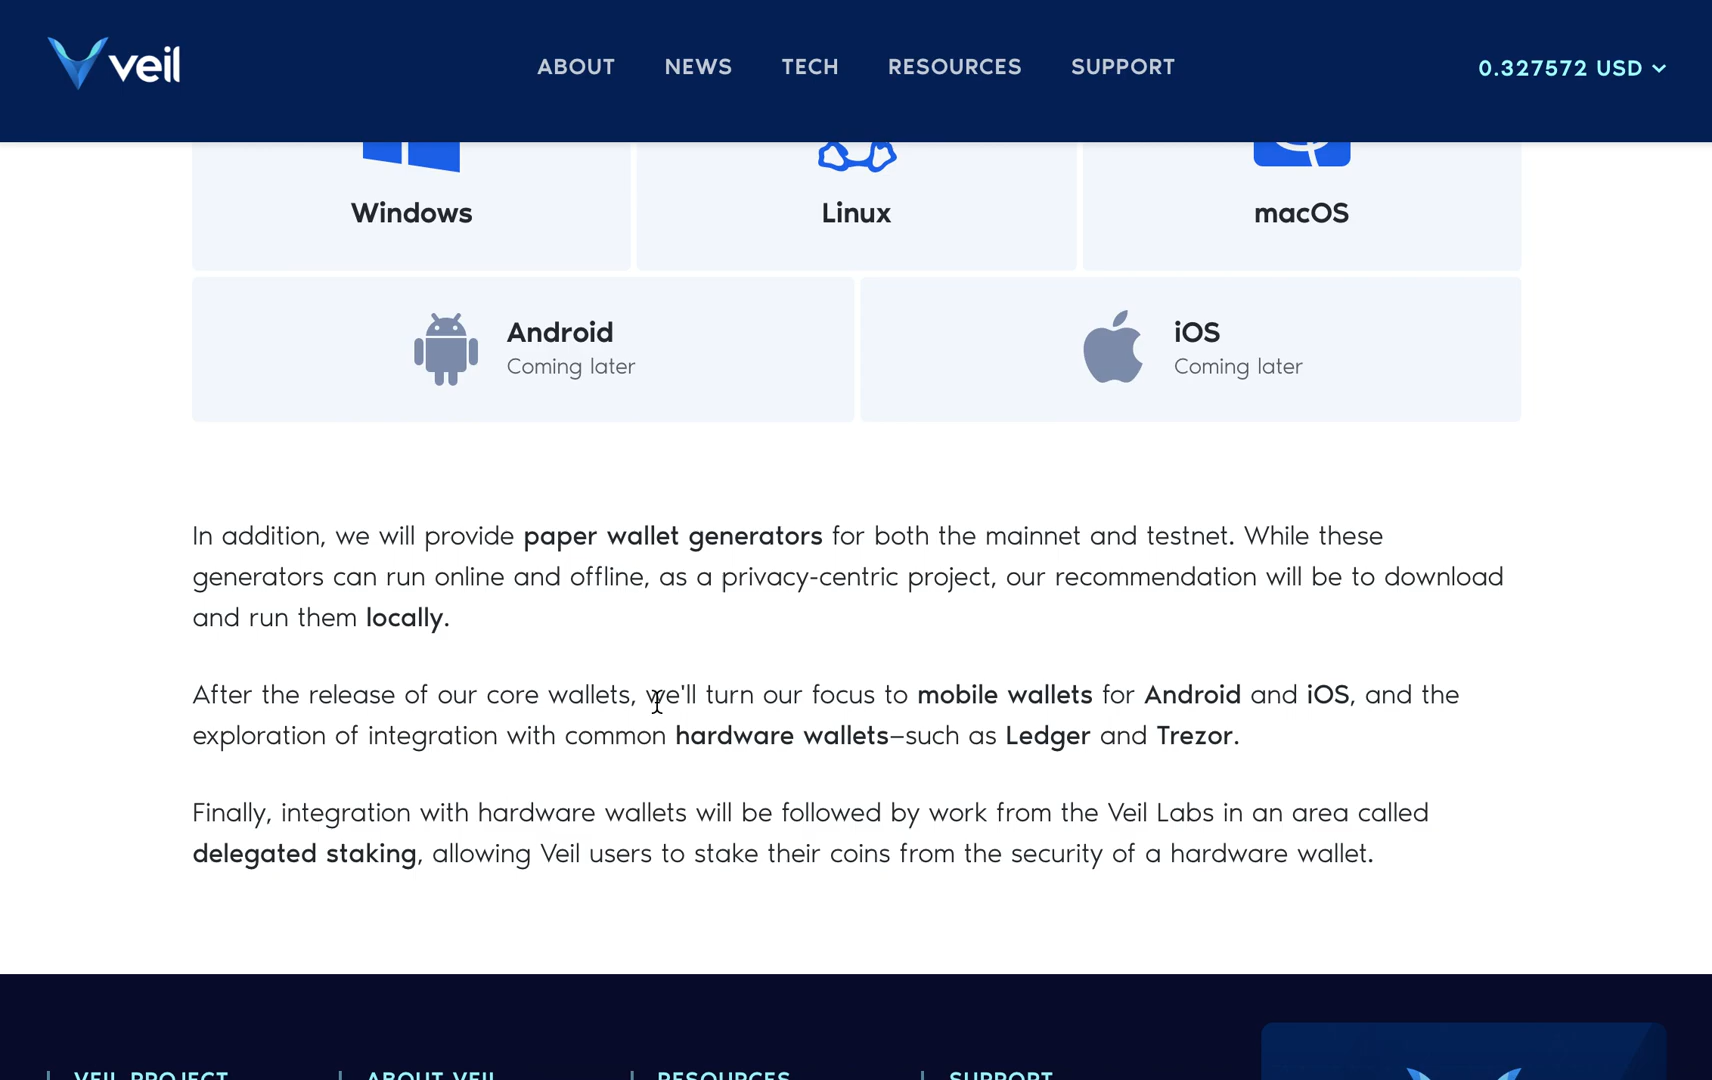 veil
ABOUT NEWS TECH RESOURCES SUPPORT
0.327572 USD
Windows
Linux
macOS
Android
Coming later
iOS
Coming later
In addition, we will provide paper wallet generators for both the mainnet and testnet. While these
generators can run online and offline, as a privacy-centric project, our recommendation will be to download
and run them locally.
After the release of our core wallets, we'll turn our focus to mobile wallets for Android and iOS, and the
exploration of integration with common hardware wallets—such as Ledger and Trezor.
Finally, integration with hardware wallets will be followed by work from the Veil Labs in an area called
delegated staking, allowing Veil users to stake their coins from the security of a hardware wallet.
VEIL PROJECT
ABOUT VEIL
RESOURCES
SUPPORT